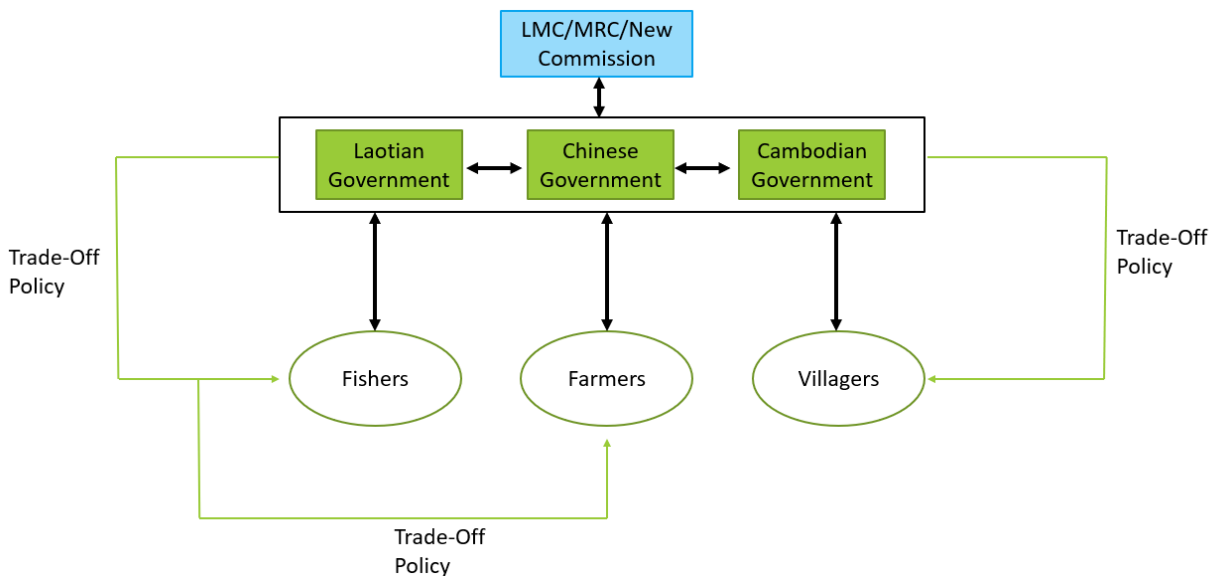 LMC/MRC/New
Commission
Laotian
Government
Chinese
Government
Cambodian
Government
Trade-Off
Policy
Trade-Off
Policy
Fishers
Farmers
Villagers
Trade-Off
Policy